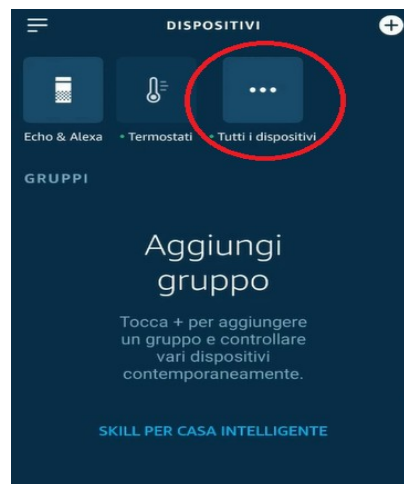 DISPOSITIVI
Echo & Alexa
Termostati
Tutti i dispositivi
GRUPPI
Aggiungi
gruppo
Tocca + per aggiungere
un gruppo e controllare
vari dispositivi
contemporaneamente.
SKILL PER CASA INTELLIGENTE